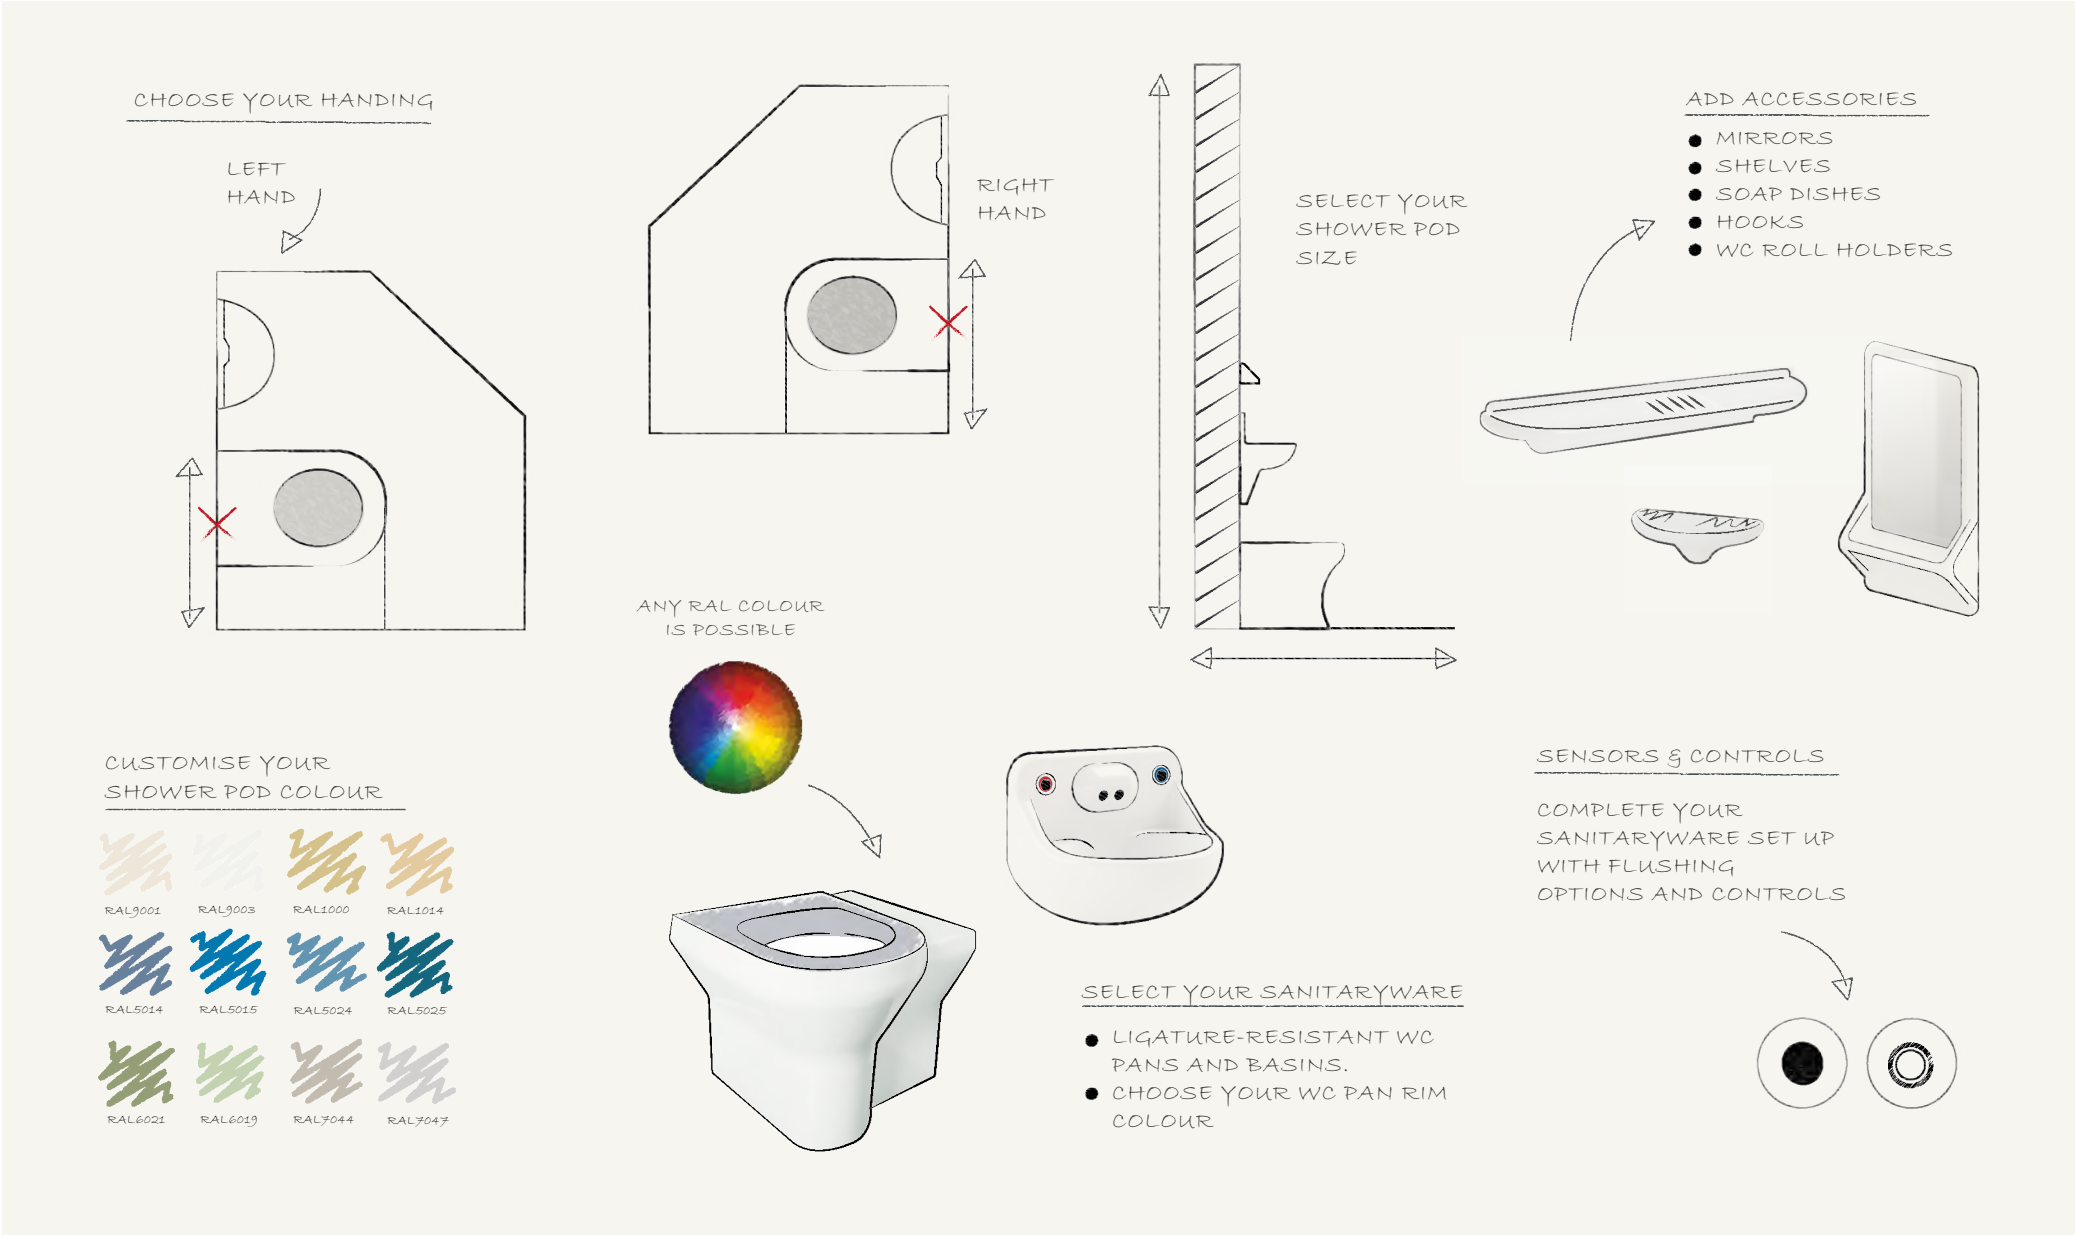 CHOOSE YOUR HANDING
LEFT
HAND
RIGHT
HAND
SELECT YOUR
SHOWER POD
SIZE
ADD ACCESSORIES
● MIRRORS
● SHELVES
● SOAP DISHES
● HOOKS
● WC ROLL HOLDERS
ANY RAL COLOUR
IS POSSIBLE
CUSTOMISE YOUR
SHOWER POD COLOUR
RAL9001 RAL9003 RAL1000 RAL1014
RAL5014 RAL5015 RAL5024 RAL5025
RAL6021 RAL6019 RAL7044 RAL7047
SELECT YOUR SANITARYWARE
● LIGATURE-RESISTANT WC
PANS AND BASINS.
● CHOOSE YOUR WC PAN RIM
COLOUR
SENSORS & CONTROLS
COMPLETE YOUR
SANITARYWARE SET UP
WITH FLUSHING
OPTIONS AND CONTROLS